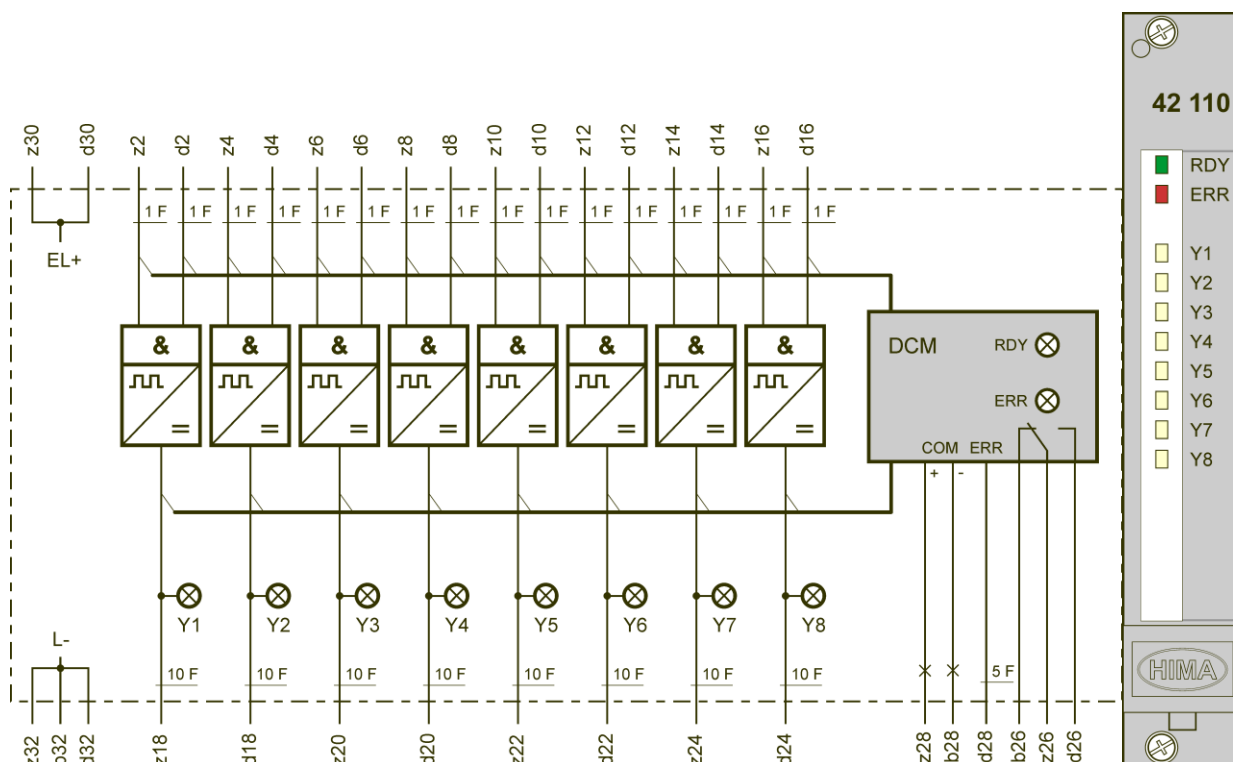 42 110
z30 d30 z2 d2 z4 d4 z6 d6 z8 d8 z10 d10 z12 d12 z14 d14 z16 d16
RDY
ERR
1 F 1 F 1 F 1 F 1 F 1 F 1 F 1 F 1 F 1 F 1 F 1 F 1 F 1 F 1 F 1 F
EL+
Y1
Y2
Y3
Y4
Y5
Y6
Y7
Y8
& & & & & & & &
DCM RDY
ERR
COM ERR
+ -
Y1 Y2 Y3 Y4 Y5 Y6 Y7 Y8
L-
10 F 10 F 10 F 10 F 10 F 10 F 10 F 10 F 5 F
HIMA
z32 b32 d32 z18 d18 z20 d20 z22 d22 z24 d24 z28 b28 d28 b26 z26 d26